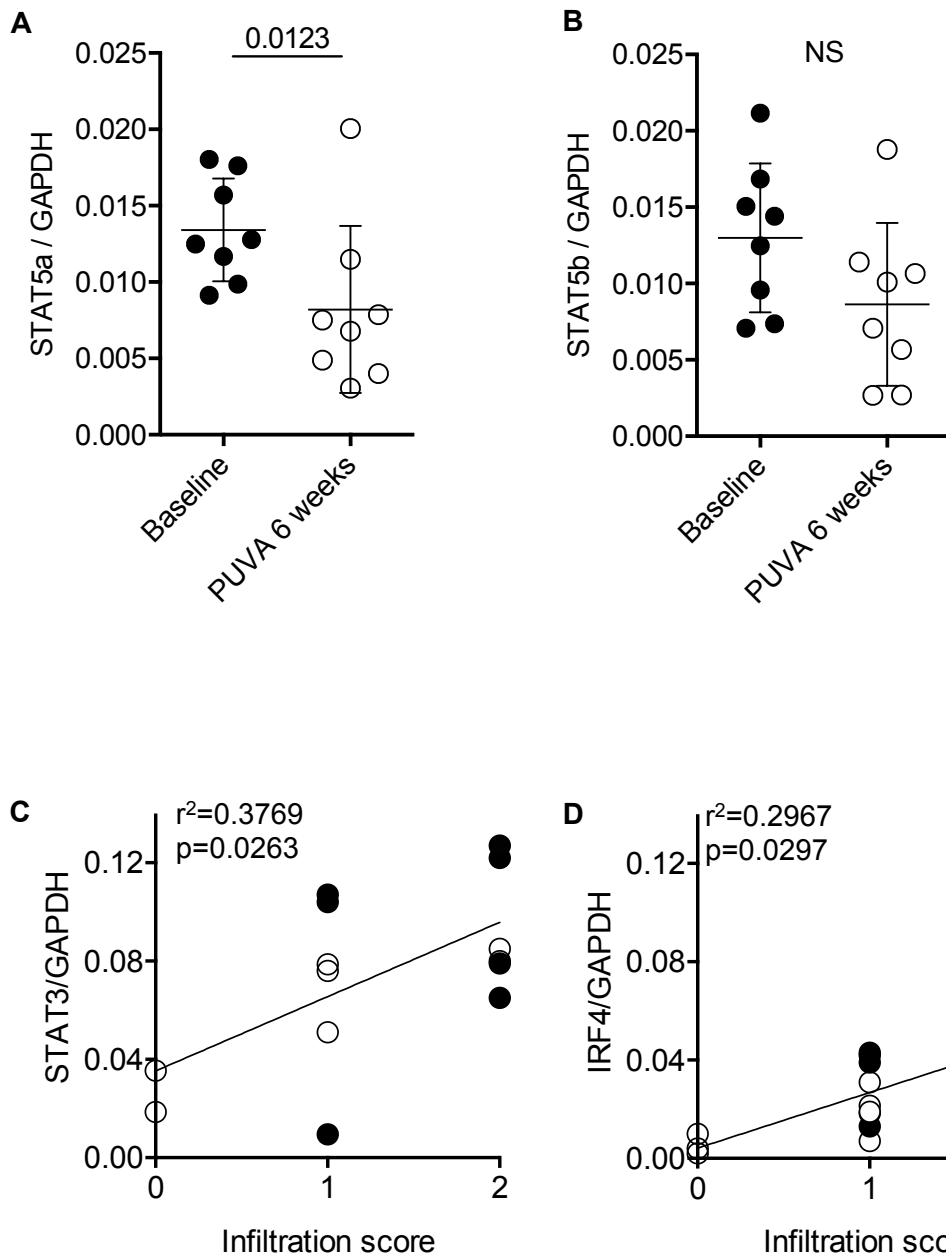 A
0.0123
0.025
0.020
0.015
0.010
0.005
0.000
STAT5a / GAPDH
Baseline
PUVA 6 weeks
B
NS
0.025
0.020
0.015
0.010
0.005
0.000
STAT5b / GAPDH
Baseline
PUVA 6 weeks
C
r²=0.3769
p=0.0263
0.12
0.08
0.04
0.00
STAT3/GAPDH
0
1
2
Infiltration score
D
r²=0.2967
p=0.0297
0.12
0.08
0.04
0.00
IRF4/GAPDH
0
1
Infiltration